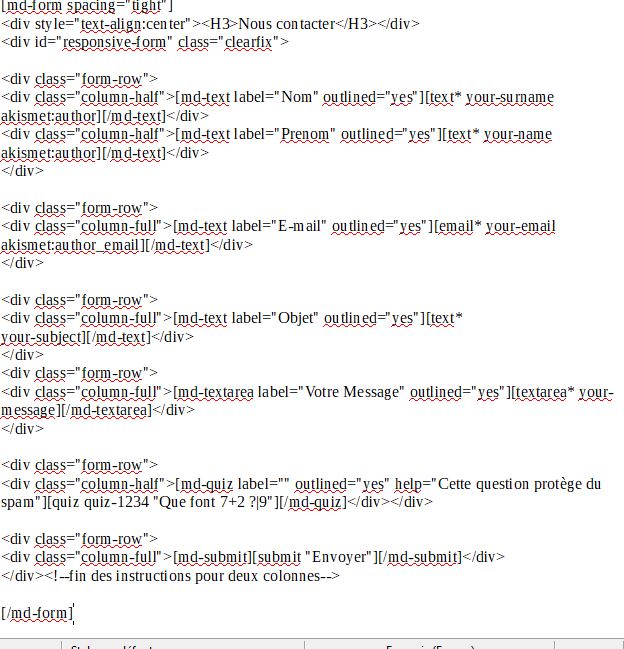 [md-form spacing="tight"]
<div style="text-align:center"><H3>Nous contacter</H3></div>
<div id="responsive-form" class="clearfix">
<div class="form-row">
<div class="column-half">[md-text label="Nom" outlined="yes"][text* your-surname
akismet:author][/md-text]</div>
<div class="column-half">[md-text label="Prenom" outlined="yes"][text* your-name
akismet:author][/md-text]</div>
</div>
<div class="form-row">
<div class="column-full">[md-text label="E-mail" outlined="yes"][email* your-email
akismet:author_email][/md-text]</div>
</div>
<div class="form-row">
<div class="column-full">[md-text label="Objet" outlined="yes"][text*
your-subject][/md-text]</div>
</div>
<div class="form-row">
<div class="column-full">[md-textarea label="Votre Message" outlined="yes"][textarea* your-
message][/md-textarea]</div>
</div>
<div class="form-row">
<div class="column-half">[md-quiz label="" outlined="yes" help="Cette question protège du
spam"][quiz quiz-1234 "Que font 7+2 ?|9"][/md-quiz]</div></div>
<div class="form-row">
<div class="column-full">[md-submit][submit "Envoyer"][/md-submit]</div>
</div><!--fin des instructions pour deux colonnes-->
[/md-form]